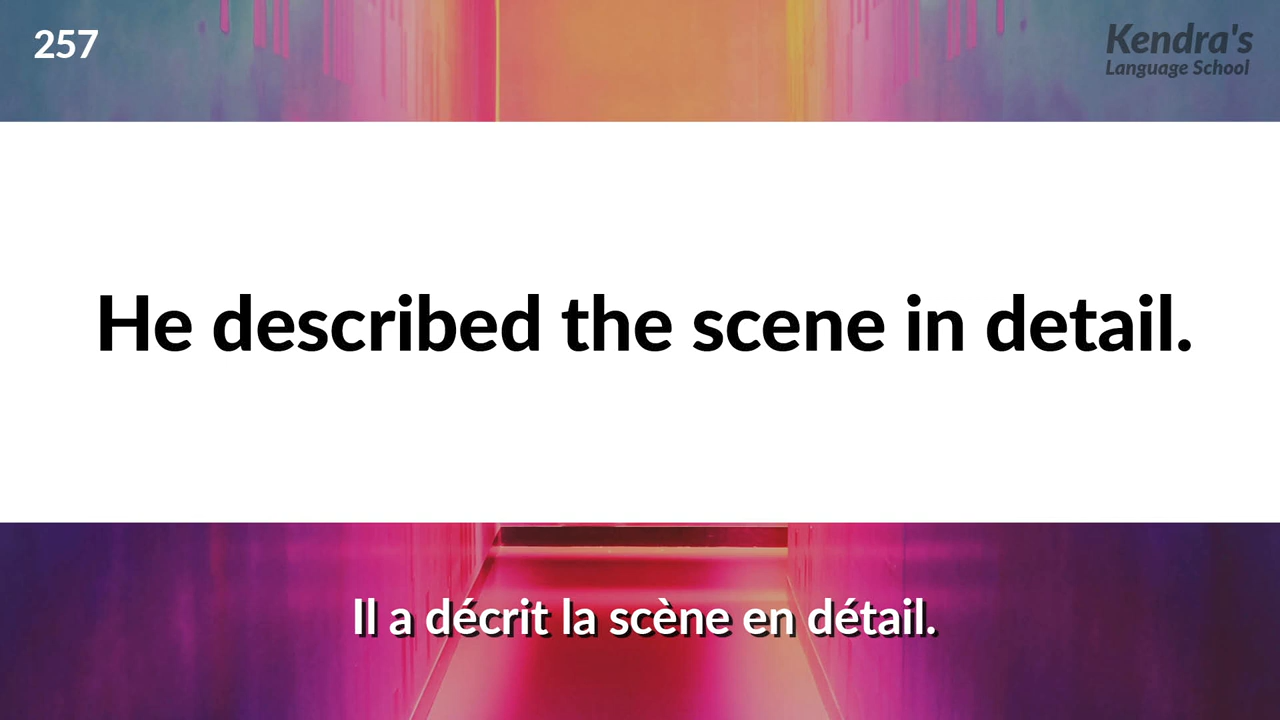 257
Kendra's
Language School
He described the scene in detail.
Il a décrit la scène en détail.